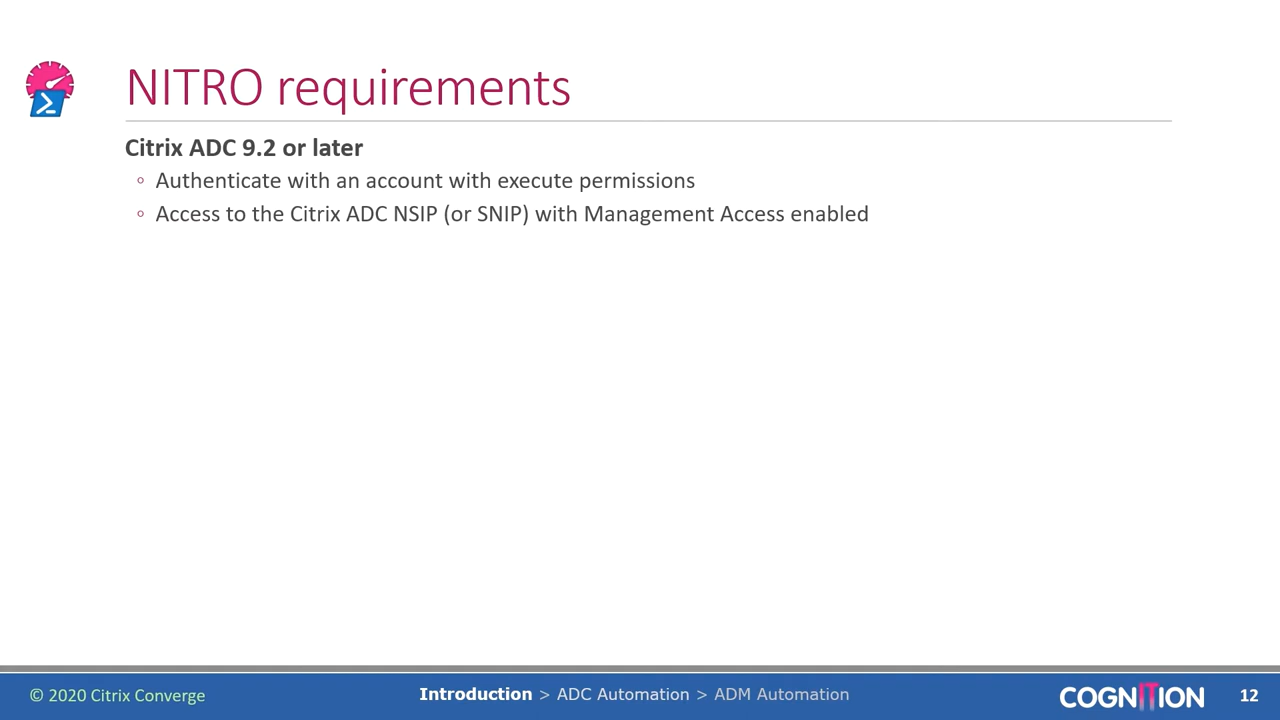 NITRO requirements
Citrix ADC 9.2 or later
◦ Authenticate with an account with execute permissions
◦ Access to the Citrix ADC NSIP (or SNIP) with Management Access enabled
© 2020 Citrix Converge
Introduction > ADC Automation > ADM Automation
COGNITION
12